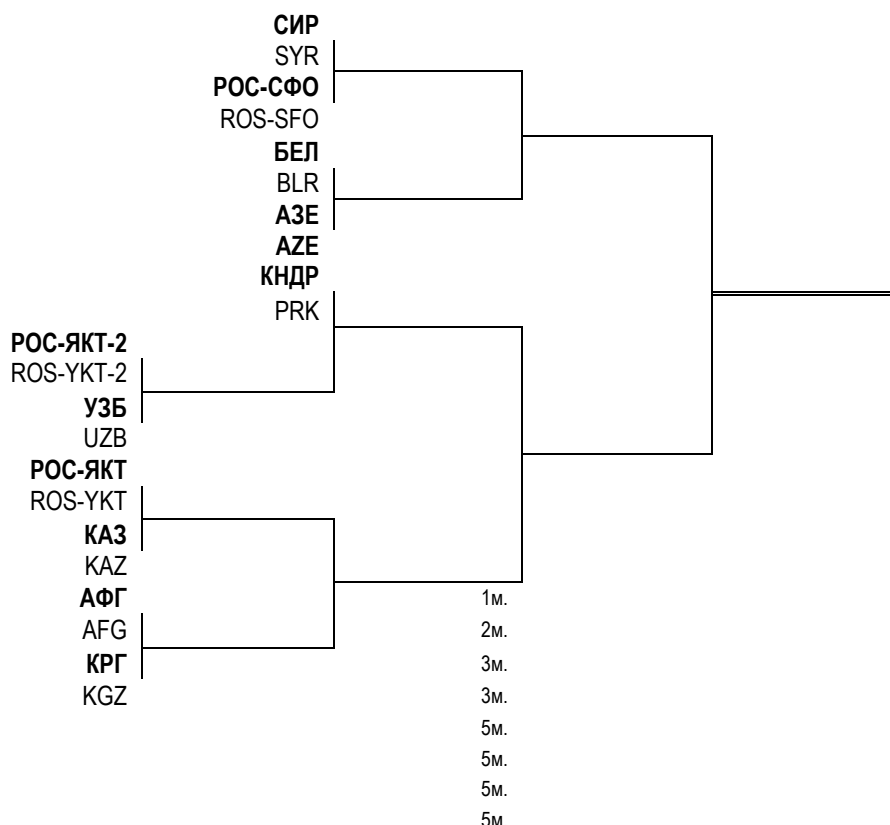 СИР
SYR
РОС-СФО
ROS-SFO
БЕЛ
BLR
АЗЕ
AZE
КНДР
PRK
РОС-ЯКТ-2
ROS-YKT-2
УЗБ
UZB
РОС-ЯКТ
ROS-YKT
КАЗ
KAZ
АФГ
AFG
КРГ
KGZ
1м.
2м.
3м.
3м.
5м.
5м.
5м.
5м